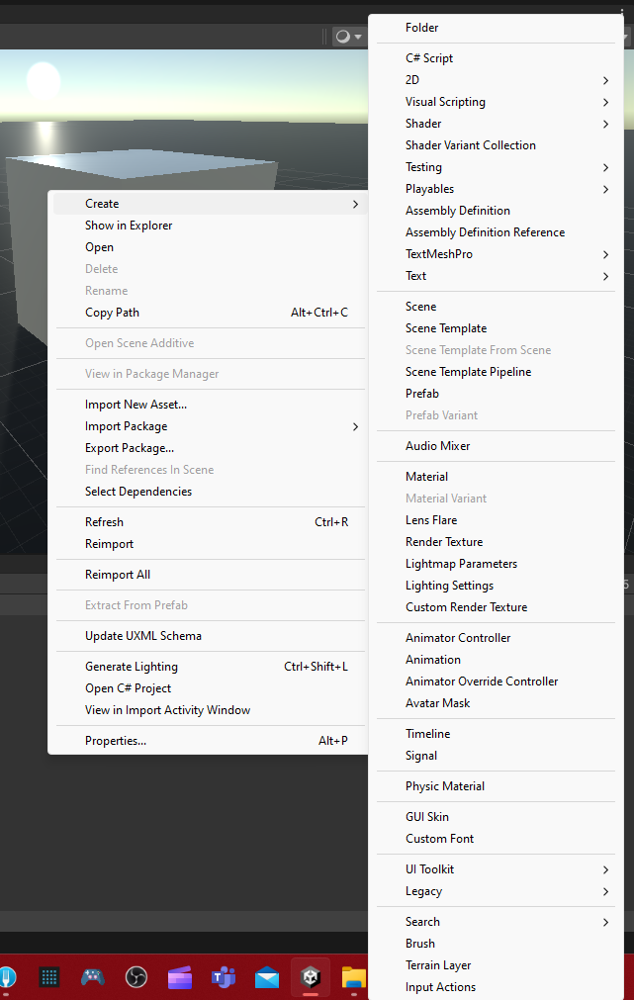 Create
Show in Explorer
Open
Delete
Rename
Copy Path Alt+Ctrl+C
Open Scene Additive
View in Package Manager
Import New Asset...
Import Package
Export Package...
Find References In Scene
Select Dependencies
Refresh Ctrl+R
Reimport
Reimport All
Extract From Prefab
Update UXML Schema
Generate Lighting Ctrl+Shift+L
Open C# Project
View in Import Activity Window
Properties... Alt+P
Folder
C# Script
2D
Visual Scripting
Shader
Shader Variant Collection
Testing
Playables
Assembly Definition
Assembly Definition Reference
TextMeshPro
Text
Scene
Scene Template
Scene Template From Scene
Scene Template Pipeline
Prefab
Prefab Variant
Audio Mixer
Material
Material Variant
Lens Flare
Render Texture
Lightmap Parameters
Lighting Settings
Custom Render Texture
Animator Controller
Animation
Animator Override Controller
Avatar Mask
Timeline
Signal
Physic Material
GUI Skin
Custom Font
UI Toolkit
Legacy
Search
Brush
Terrain Layer
Input Actions